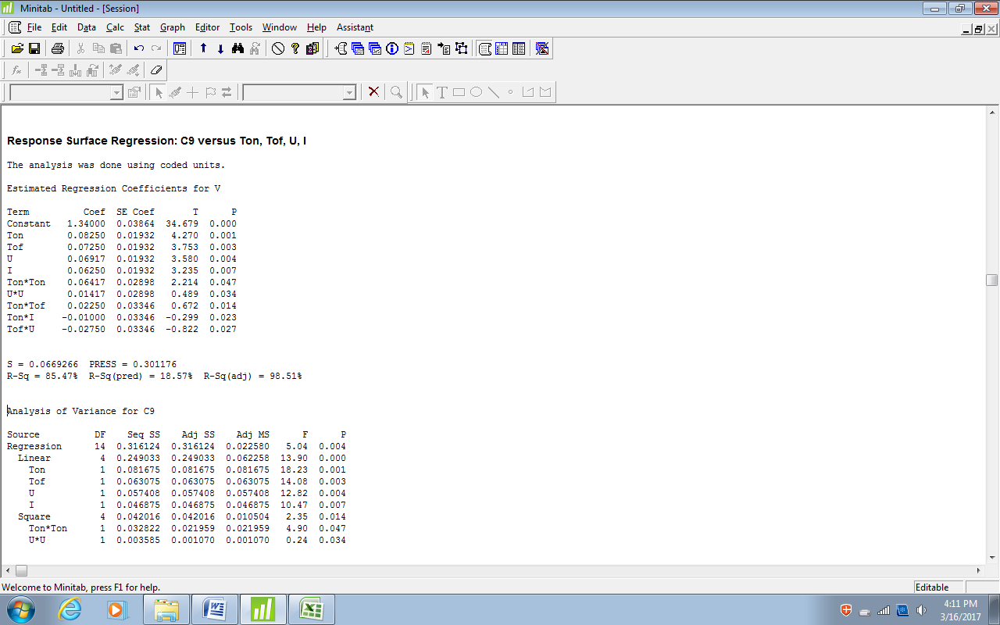 Minitab - Untitled - [Session]
File Edit Data Calc Stat Graph Editor Tools Window Help Assistant
Response Surface Regression: C9 versus Ton, Tof, U, I
The analysis was done using coded units.
Estimated Regression Coefficients for V
Term Coef SE Coef T P
Constant 1.34000 0.03864 34.679 0.000
Ton 0.08250 0.01932 4.270 0.001
Tof 0.07250 0.01932 3.753 0.003
U 0.06917 0.01932 3.580 0.004
I 0.06250 0.01932 3.235 0.007
Ton*Ton 0.06417 0.02898 2.214 0.047
U*U 0.01417 0.02898 0.489 0.034
Ton*Tof 0.02250 0.03346 0.672 0.014
Ton*I -0.01000 0.03346 -0.299 0.023
Tof*U -0.02750 0.03346 -0.822 0.027
S = 0.0669266 PRESS = 0.301176
R-Sq = 85.47% R-Sq(pred) = 18.57% R-Sq(adj) = 98.51%
Analysis of Variance for C9
Source DF Seq SS Adj SS Adj MS F P
Regression 14 0.316124 0.316124 0.022580 5.04 0.004
Linear 4 0.249033 0.249033 0.062258 13.90 0.000
Ton 1 0.081675 0.081675 0.081675 18.23 0.001
Tof 1 0.063075 0.063075 0.063075 14.08 0.003
U 1 0.057408 0.057408 0.057408 12.82 0.004
I 1 0.046875 0.046875 0.046875 10.47 0.007
Square 4 0.042016 0.042016 0.010504 2.35 0.014
Ton*Ton 1 0.032822 0.021959 0.021959 4.90 0.047
U*U 1 0.003585 0.001070 0.001070 0.24 0.034
Welcome to Minitab, press F1 for help.
Editable
4:11 PM
3/16/2017